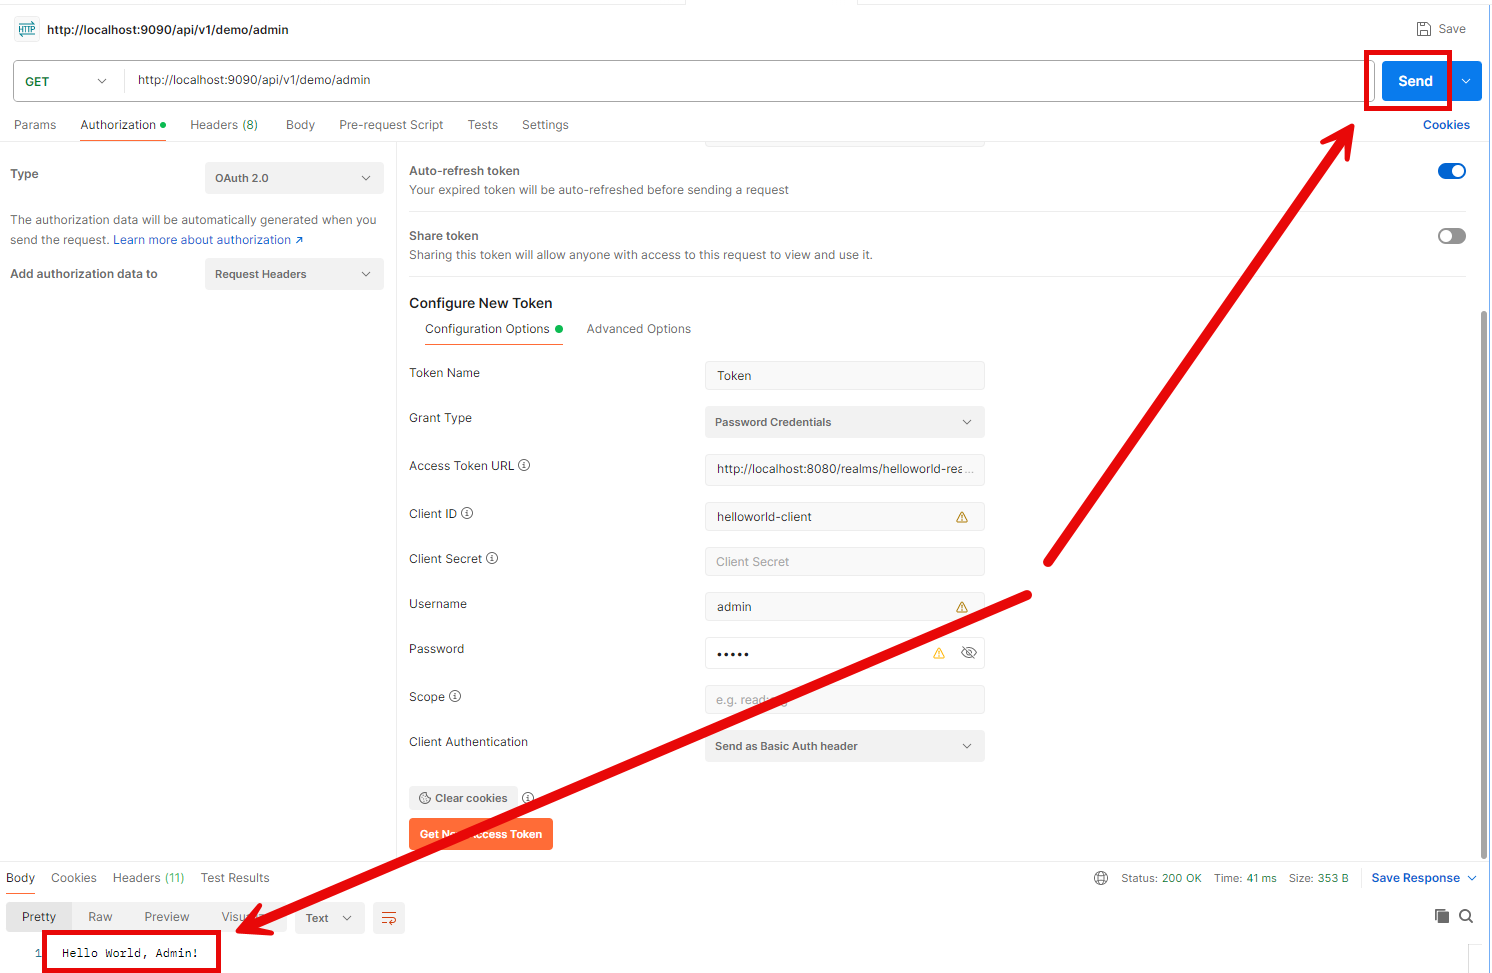 HTTP http://localhost:9090/api/v1/demo/admin Save
GET http://localhost:9090/api/v1/demo/admin Send
Params Authorization Headers (8) Body Pre-request Script Tests Settings Cookies
Type OAuth 2.0
The authorization data will be automatically generated when you
send the request. Learn more about authorization ↗
Add authorization data to Request Headers
Auto-refresh token
Your expired token will be auto-refreshed before sending a request
Share token
Sharing this token will allow anyone with access to this request to view and use it.
Configure New Token
Configuration Options Advanced Options
Token Name Token
Grant Type Password Credentials
Access Token URL http://localhost:8080/realms/helloworld-rea...
Client ID helloworld-client
Client Secret Client Secret
Username admin
Password •••••
Scope e.g.
Client Authentication Send as Basic Auth header
Clear cookies
Get Access Token
Body Cookies Headers (11) Test Results Status: 200 OK Time: 41 ms Size: 353 B Save Response
Pretty Raw Preview Text
1 Hello World, Admin!